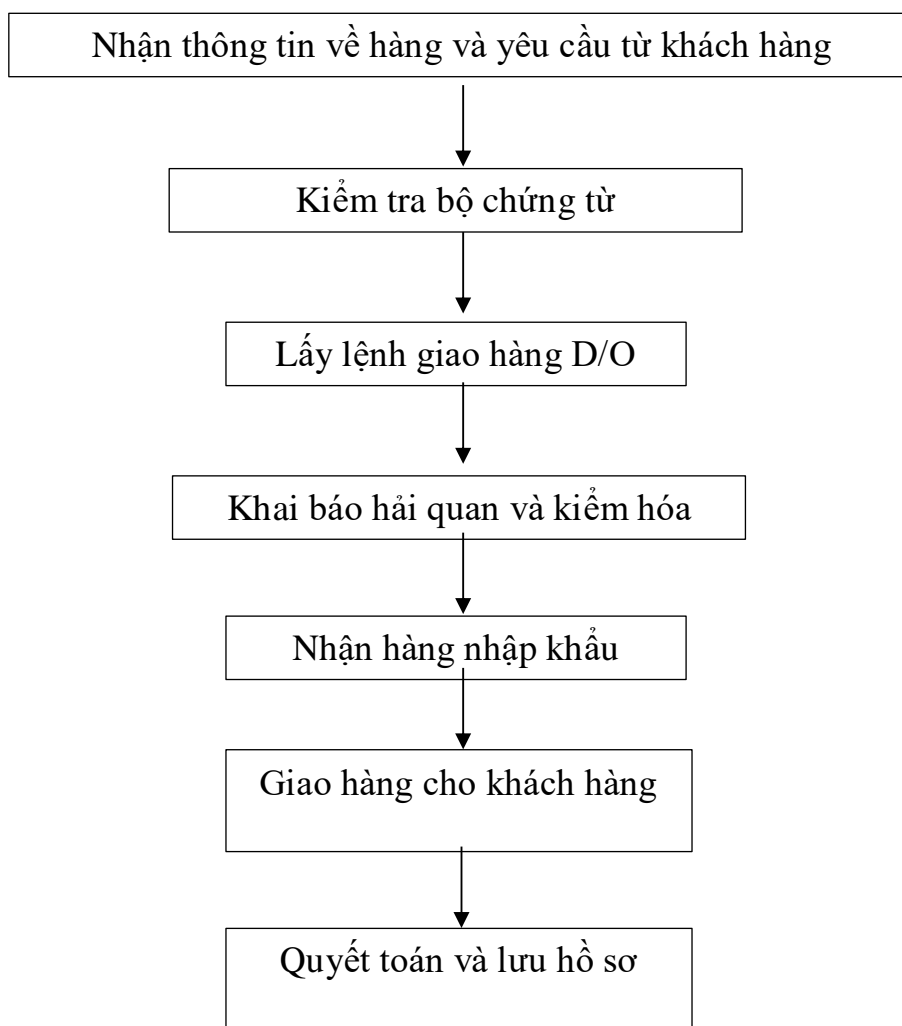 Nhận thông tin về hàng và yêu cầu từ khách hàng
Kiểm tra bộ chứng từ
Lấy lệnh giao hàng D/O
Khai báo hải quan và kiểm hóa
Nhận hàng nhập khẩu
Giao hàng cho khách hàng
Quyết toán và lưu hồ sơ